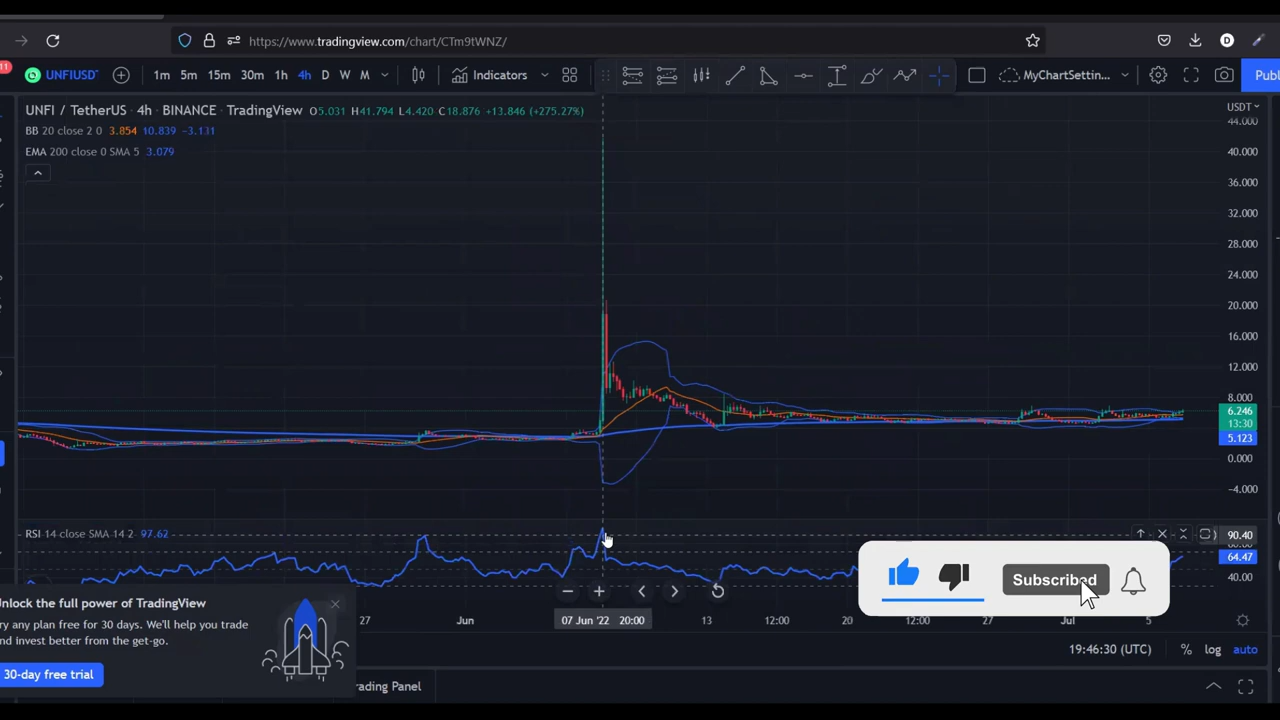 https://www.tradingview.com/chart/CTm9tWNZ/
11
UNFIUSDT 1m 5m 15m 30m 1h 4h D W M Indicators MyChartSettin... Publ
UNFI / TetherUS · 4h · BINANCE · TradingView O5.031 H41.794 L4.420 C18.876 +13.846 (+275.27%)
USDT
BB 20 close 2 0 3.854 10.839 −3.131
EMA 200 close 0 SMA 5 3.079
44.000
40.000
36.000
32.000
28.000
24.000
20.000
16.000
12.000
8.000
6.246
13:30
5.123
0.000
−4.000
RSI 14 close SMA 14 2 97.62
90.40
64.47
40.00
Subscribed
27 Jun 07 Jun '22 20:00 13 12:00 20 12:00 27 Jul 5
Unlock the full power of TradingView
ry any plan free for 30 days. We'll help you trade
nd invest better from the get-go.
30-day free trial
19:46:30 (UTC) % log auto
rading Panel